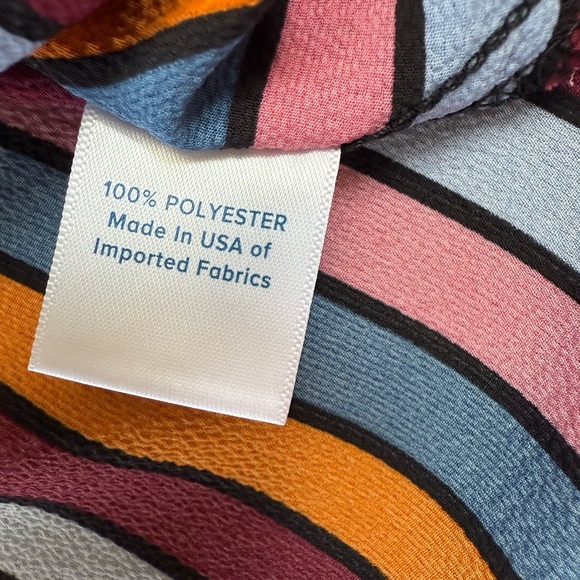 100% POLYESTER
Made In USA of
Imported Fabrics